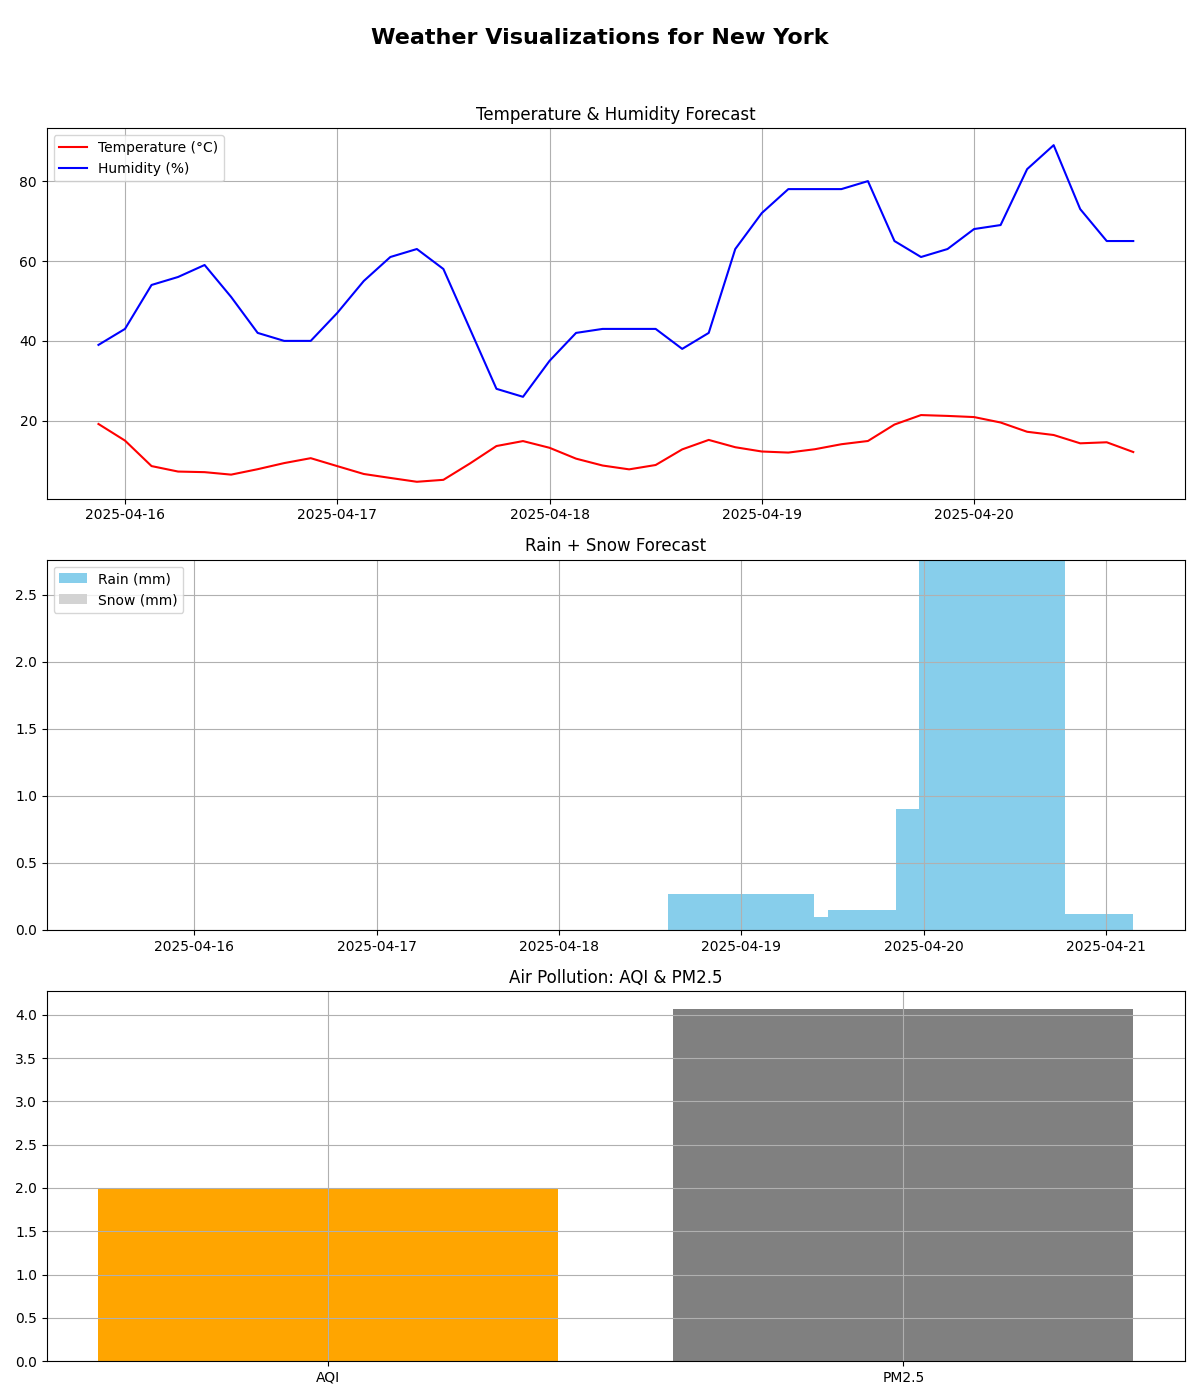 Weather Visualizations for New York
Temperature & Humidity Forecast
Temperature (°C)
Humidity (%)
80
60
40
20
2025-04-16 2025-04-17 2025-04-18 2025-04-19 2025-04-20
Rain + Snow Forecast
Rain (mm)
Snow (mm)
2.5
2.0
1.5
1.0
0.5
0.0
2025-04-16 2025-04-17 2025-04-18 2025-04-19 2025-04-20 2025-04-21
Air Pollution: AQI & PM2.5
4.0
3.5
3.0
2.5
2.0
1.5
1.0
0.5
0.0
AQI PM2.5